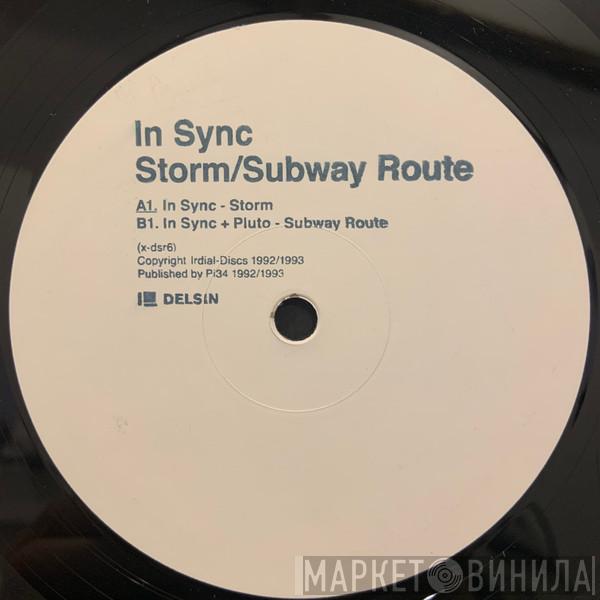 In Sync
Storm/Subway Route
A1. In Sync - Storm
B1. In Sync + Pluto - Subway Route
(x-dsr6)
Copyright Irdial-Discs 1992/1993
Published by Pi34 1992/1993
DELSIN
МАРКЕТ ВИНИЛА